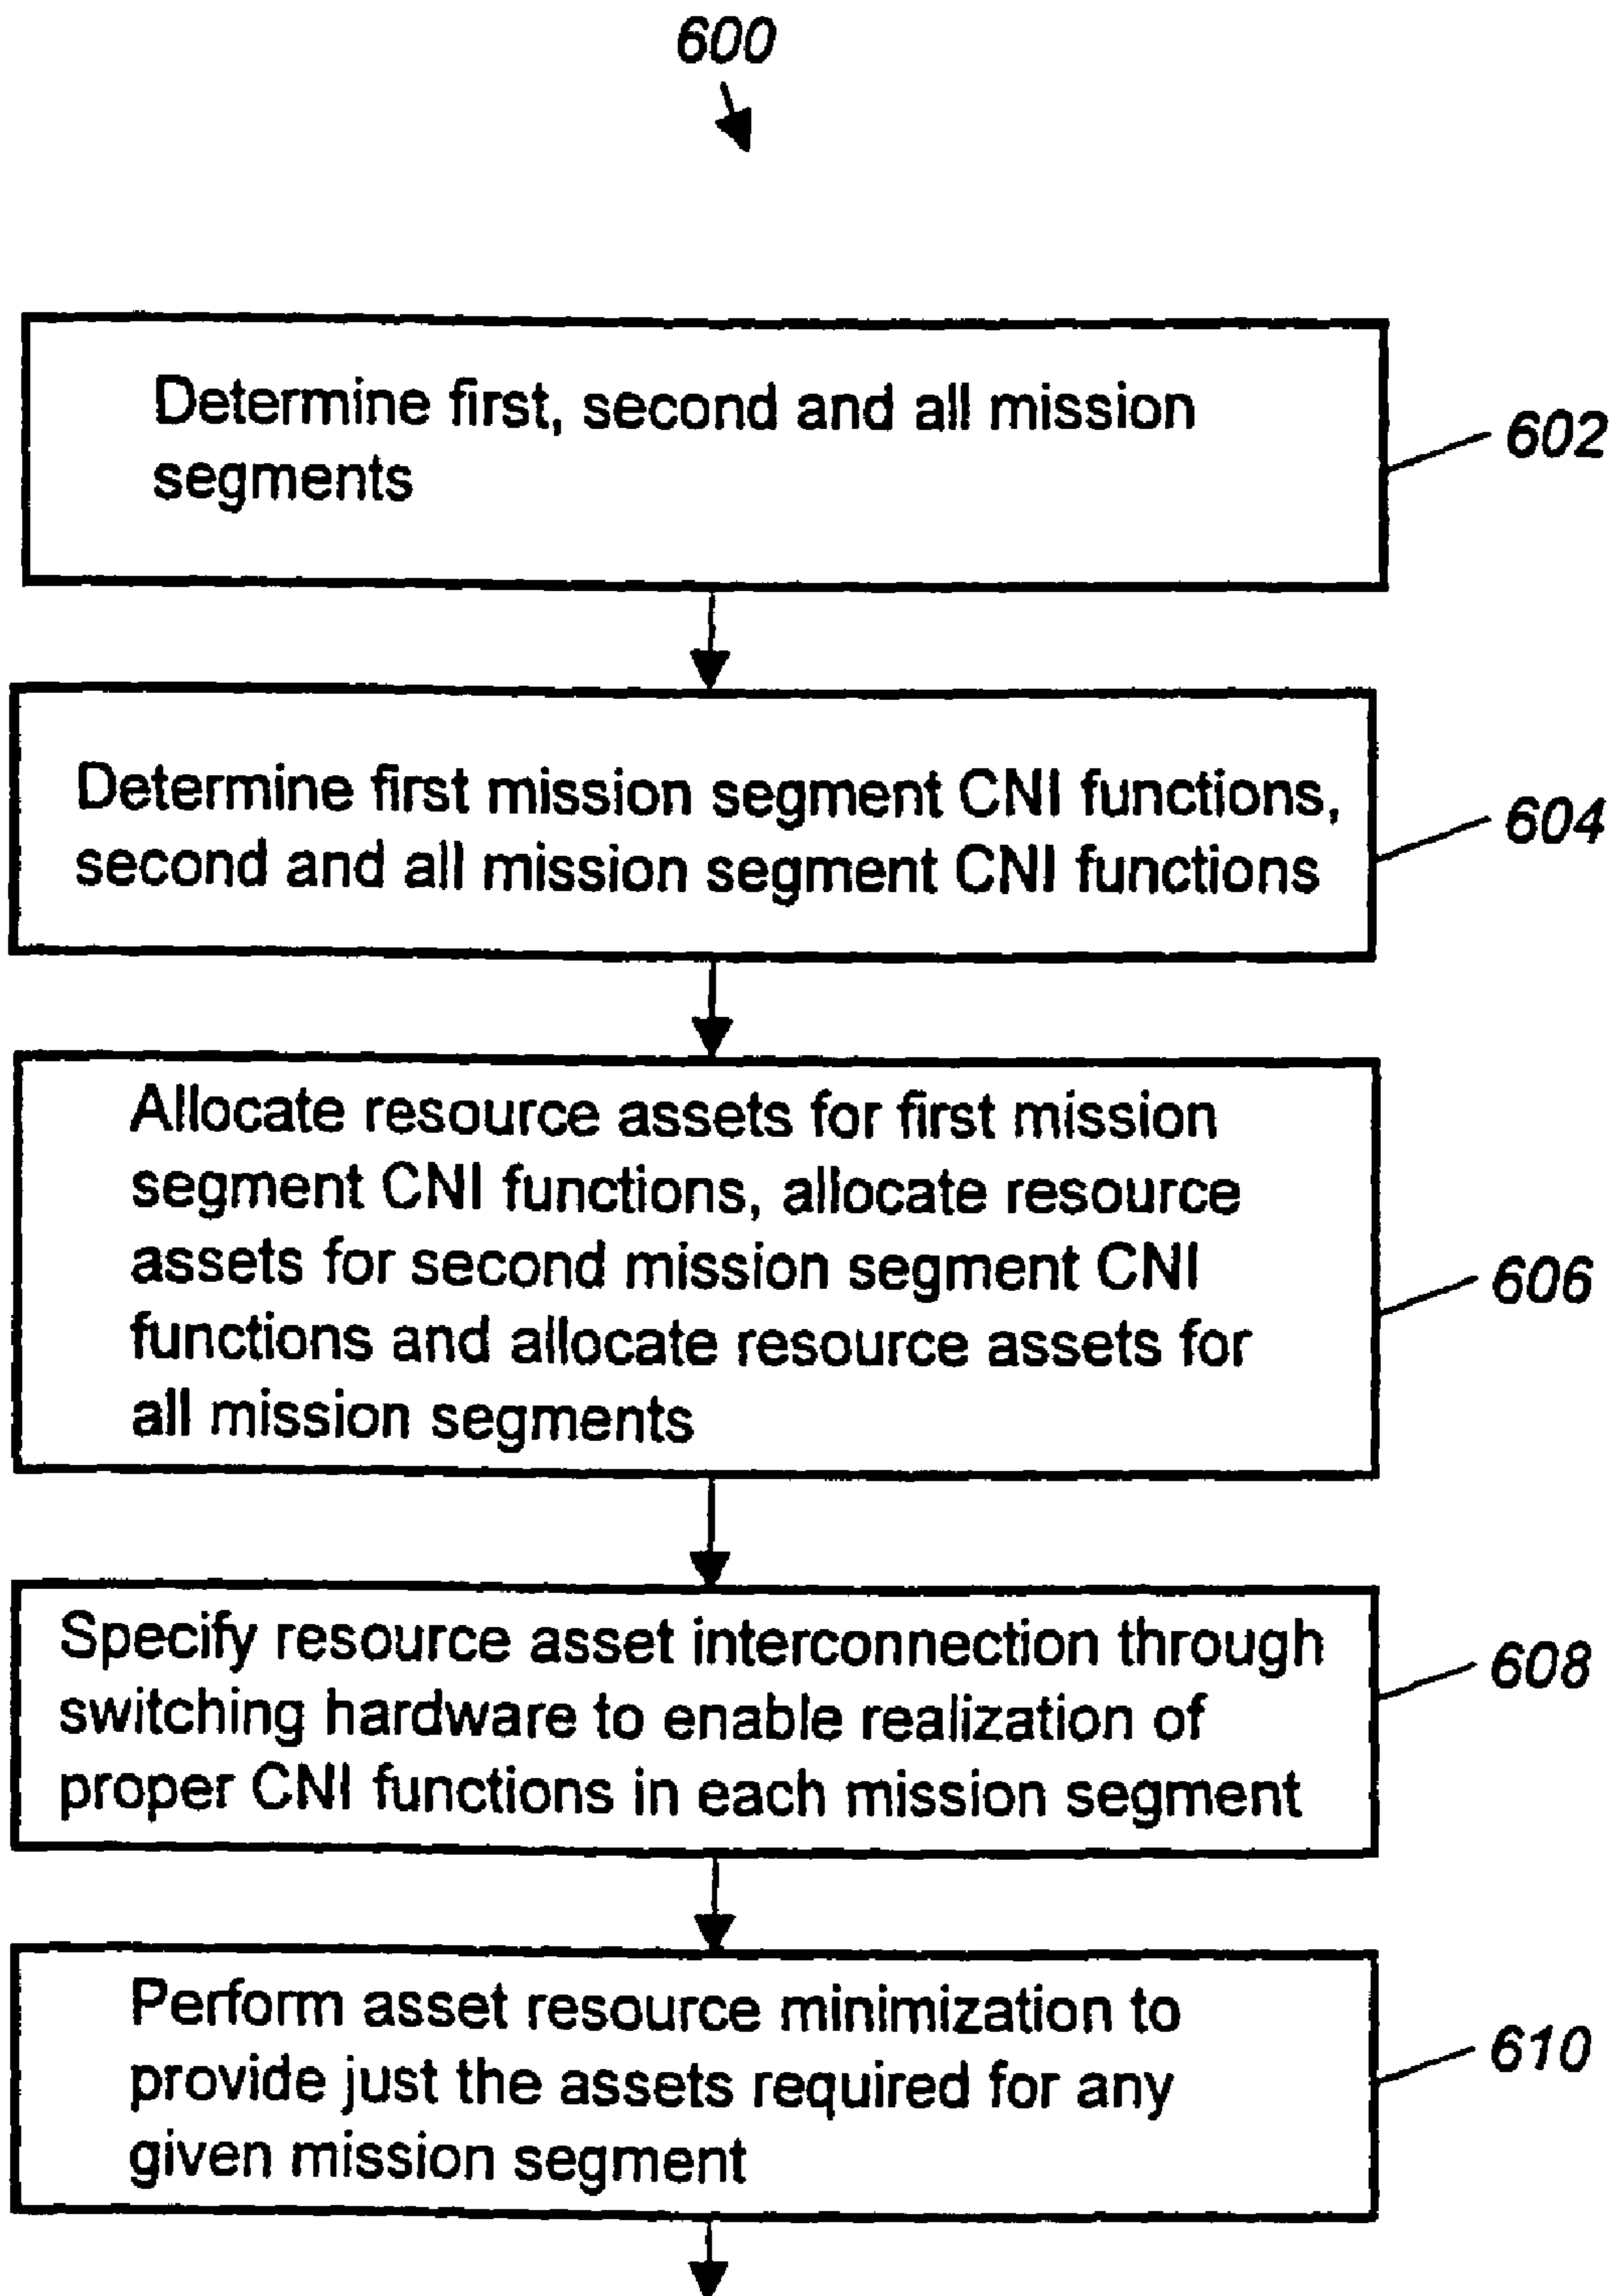 600
Determine first, second and all mission
segments
602
Determine first mission segment CNI functions,
second and all mission segment CNI functions
604
Allocate resource assets for first mission
segment CNI functions, allocate resource
assets for second mission segment CNI
functions and allocate resource assets for
all mission segments
606
Specify resource asset interconnection through
switching hardware to enable realization of
proper CNI functions in each mission segment
608
Perform asset resource minimization to
provide just the assets required for any
given mission segment
610